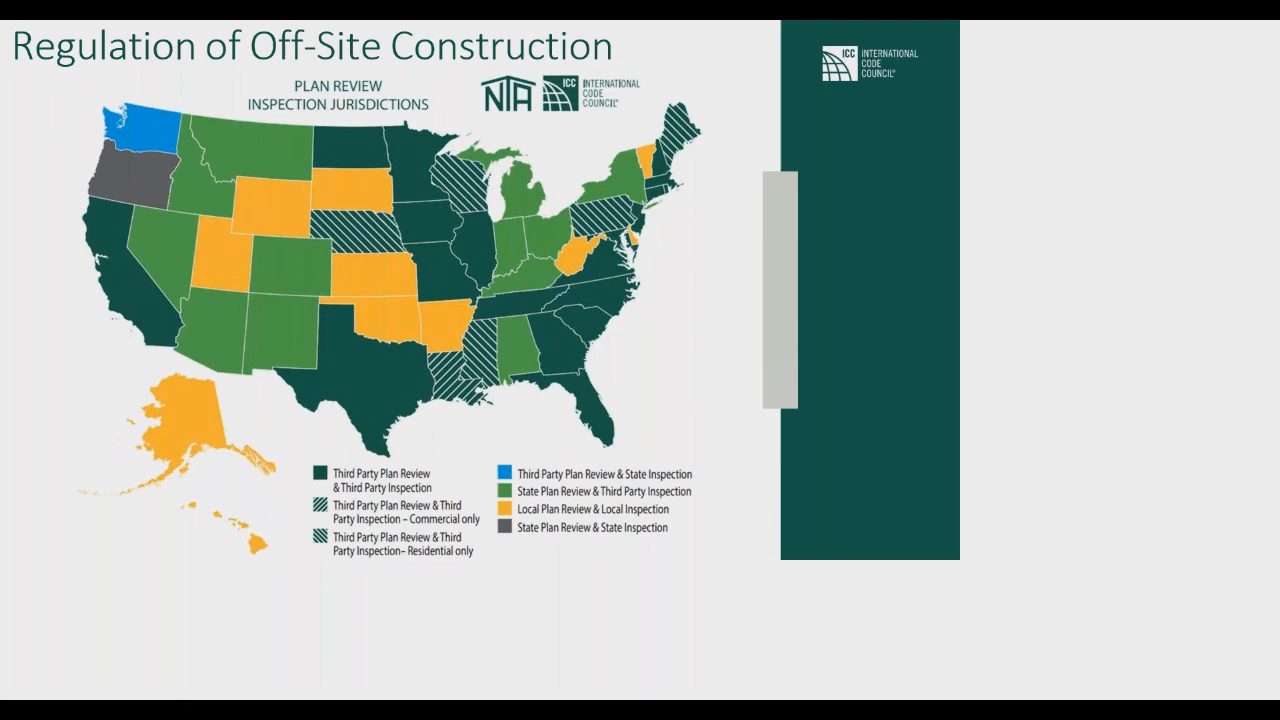 Regulation of Off-Site Construction
PLAN REVIEW
INSPECTION JURISDICTIONS
NTA
ICC
INTERNATIONAL
CODE
COUNCIL®
ICC
INTERNATIONAL
CODE
COUNCIL®
Third Party Plan Review
& Third Party Inspection
Third Party Plan Review & Third
Party Inspection – Commercial only
Third Party Plan Review & Third
Party Inspection– Residential only
Third Party Plan Review & State Inspection
State Plan Review & Third Party Inspection
Local Plan Review & Local Inspection
State Plan Review & State Inspection